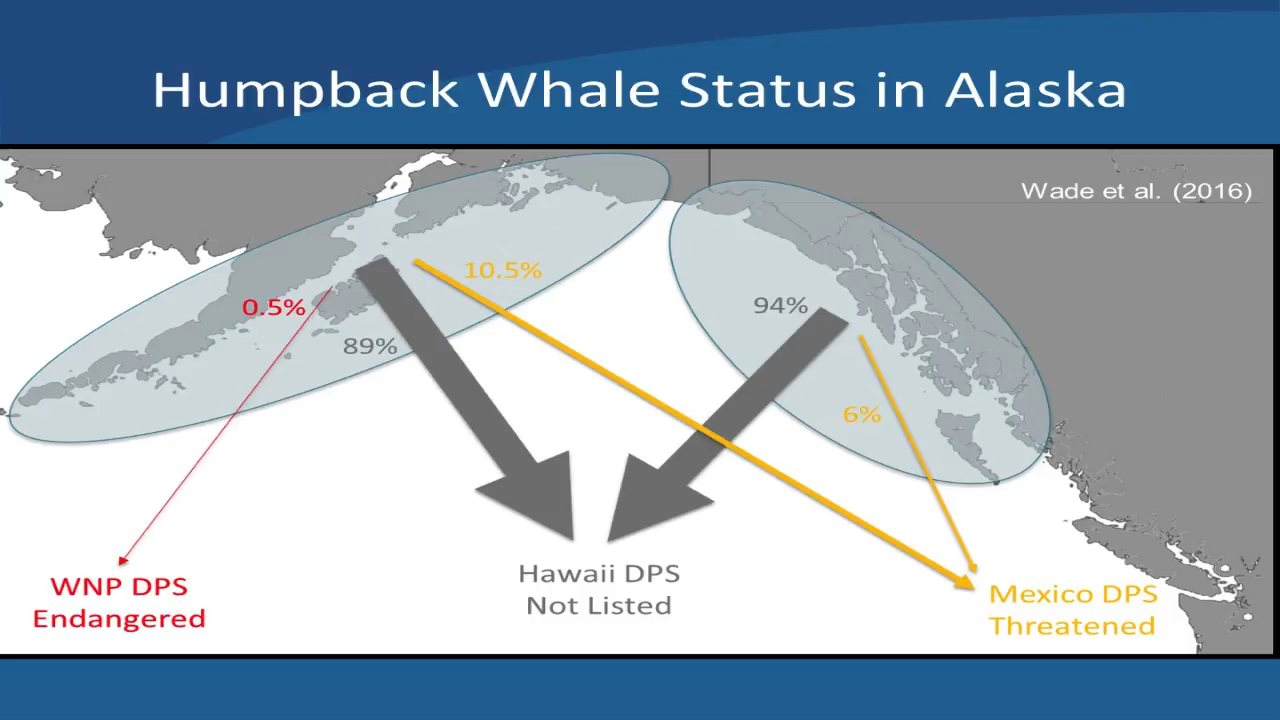 Humpback Whale Status in Alaska
Wade et al. (2016)
10.5%
0.5%
89%
94%
6%
WNP DPS
Endangered
Hawaii DPS
Not Listed
Mexico DPS
Threatened